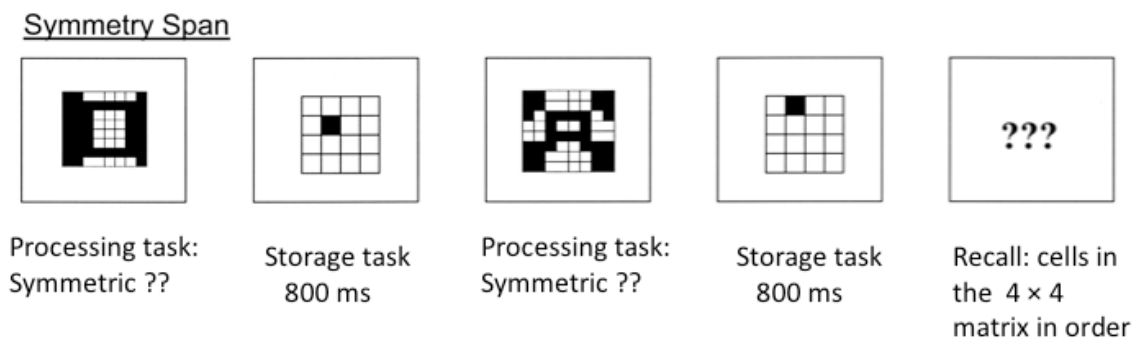 Symmetry Span
???
Processing task:
Symmetric ??
Storage task
800 ms
Processing task:
Symmetric ??
Storage task
800 ms
Recall: cells in
the 4 × 4
matrix in order